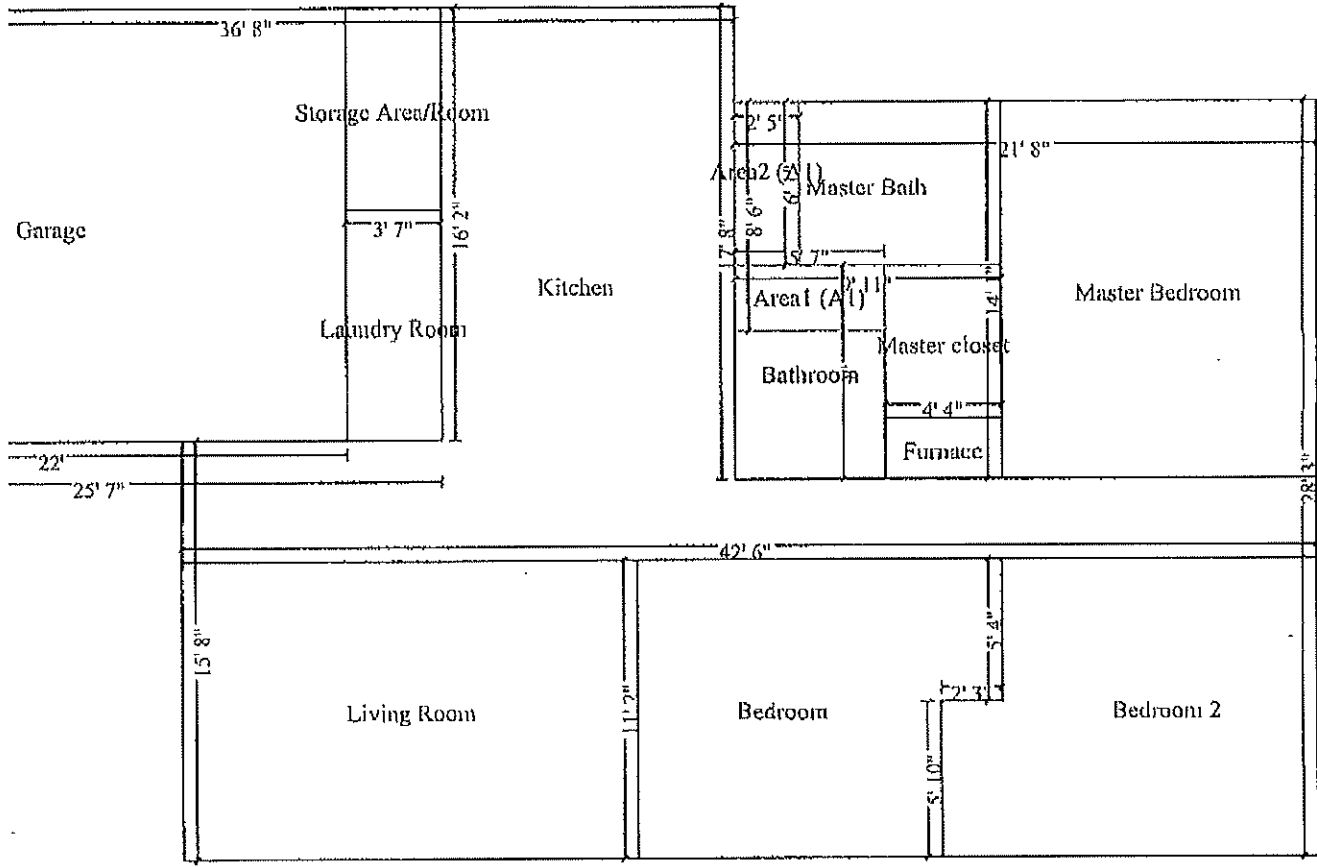 36' 8"
Storage Area/Room
2' 5"
21' 8"
Area2 (A1)
Master Bath
8' 6"
Garage
3' 7"
16' 2"
5' 7"
Kitchen
Area1 (A1)
14' 1"
Master Bedroom
Laundry Room
Master closet
Bathroom
4' 4"
Furnace
22'
25' 7"
28' 3"
42' 6"
15' 8"
5' 4"
2' 3"
Living Room
11' 2"
Bedroom
Bedroom 2
5' 10"